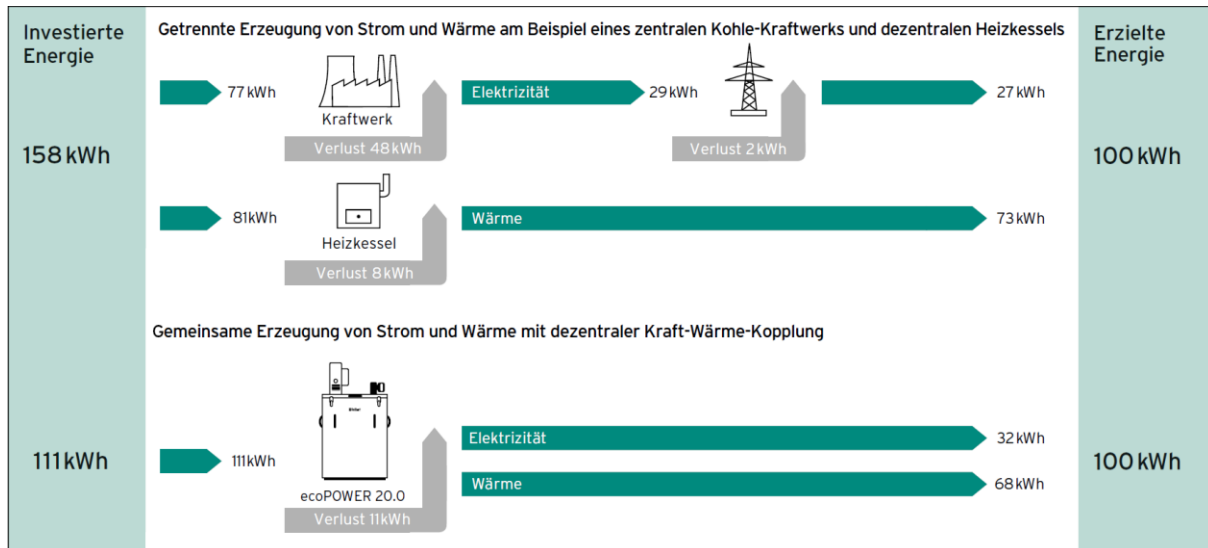 Investierte
Energie
Getrennte Erzeugung von Strom und Wärme am Beispiel eines zentralen Kohle-Kraftwerks und dezentralen Heizkessels
Erzielte
Energie
77 kWh
Kraftwerk
Verlust 48 kWh
Elektrizität
29 kWh
Verlust 2 kWh
27 kWh
158 kWh
100 kWh
81 kWh
Heizkessel
Verlust 8 kWh
Wärme
73 kWh
Gemeinsame Erzeugung von Strom und Wärme mit dezentraler Kraft-Wärme-Kopplung
111 kWh
111 kWh
ecoPOWER 20.0
Verlust 11 kWh
Elektrizität
32 kWh
Wärme
68 kWh
100 kWh